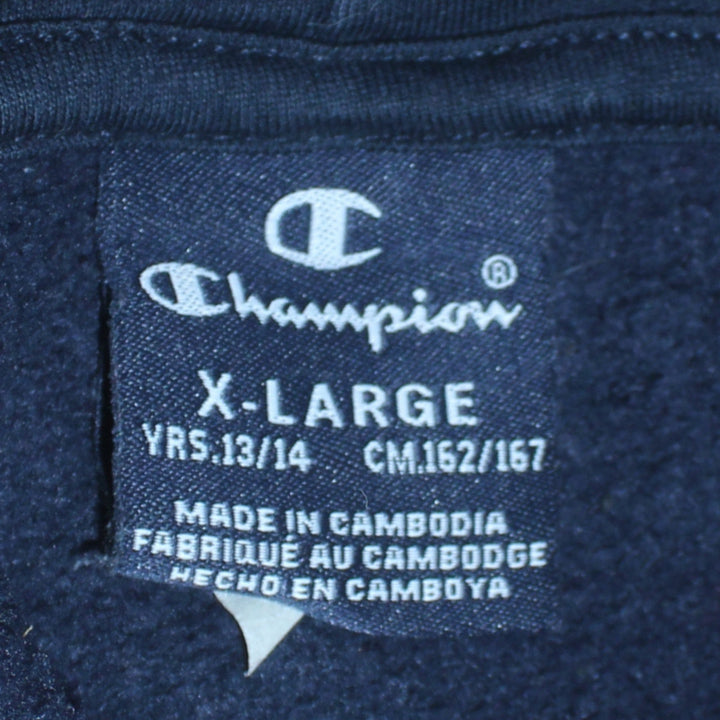 Champion®
X-LARGE
YRS.13/14 CM.162/167
MADE IN CAMBODIA
FABRIQUÉ AU CAMBODGE
HECHO EN CAMBOYA